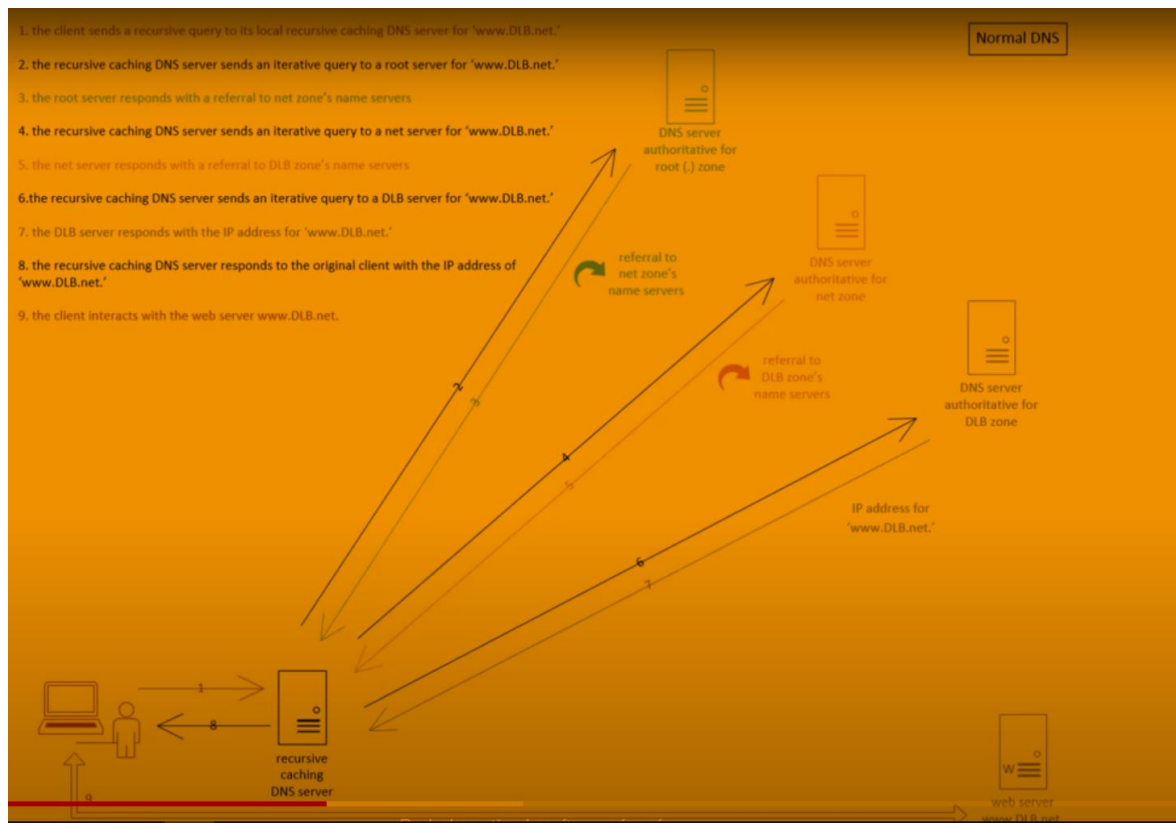 1. the client sends a recursive query to its local recursive caching DNS server for 'www.DLB.net.'
Normal DNS
2. the recursive caching DNS server sends an iterative query to a root server for 'www.DLB.net.'
3. the root server responds with a referral to net zone's name servers
4. the recursive caching DNS server sends an iterative query to a net server for 'www.DLB.net.'
5. the net server responds with a referral to DLB zone's name servers
6.the recursive caching DNS server sends an iterative query to a DLB server for 'www.DLB.net.'
7. the DLB server responds with the IP address for 'www.DLB.net.'
8. the recursive caching DNS server responds to the original client with the IP address of
'www.DLB.net.'
9. the client interacts with the web server www.DLB.net.
DNS server
authoritative for
root (.) zone
referral to
net zone's
name servers
DNS server
authoritative for
net zone
referral to
DLB zone's
name servers
DNS server
authoritative for
DLB zone
IP address for
'www.DLB.net.'
2
3
4
5
6
7
1
8
recursive
caching
DNS server
9
W
web server
www.DLB.net